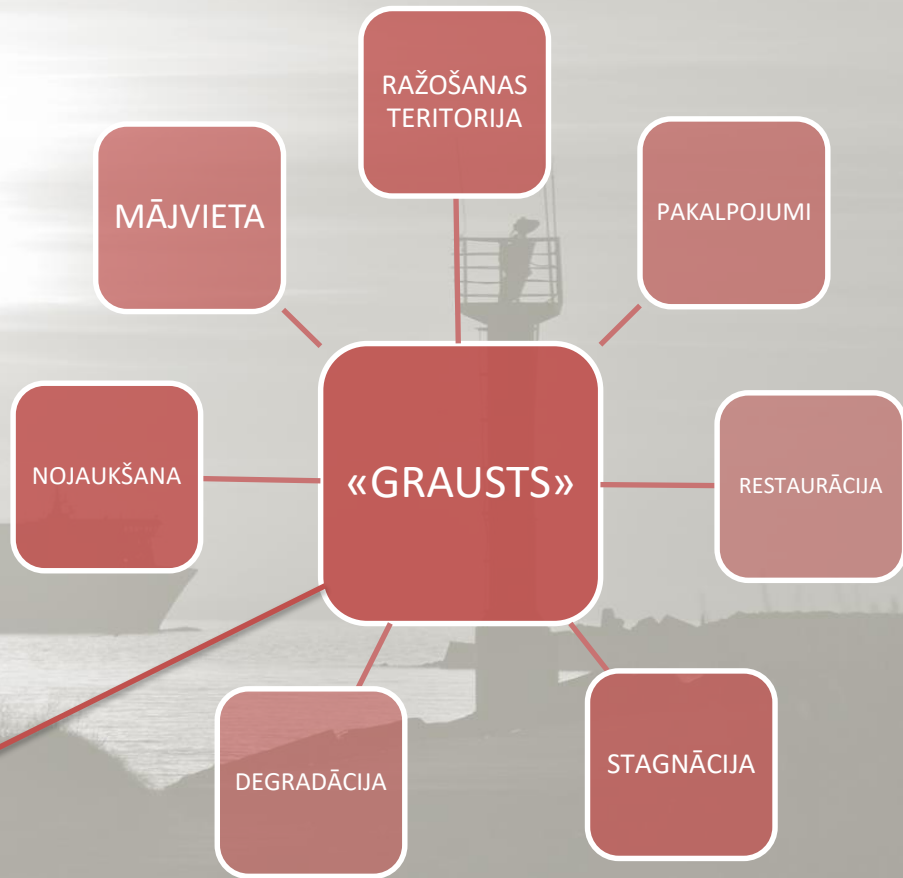 RAŽOŠANAS
TERITORIJA
MĀJVIETA
PAKALPOJUMI
«GRAUSTS»
NOJAUKŠANA
RESTAURĀCIJA
DEGRADĀCIJA
STAGNĀCIJA